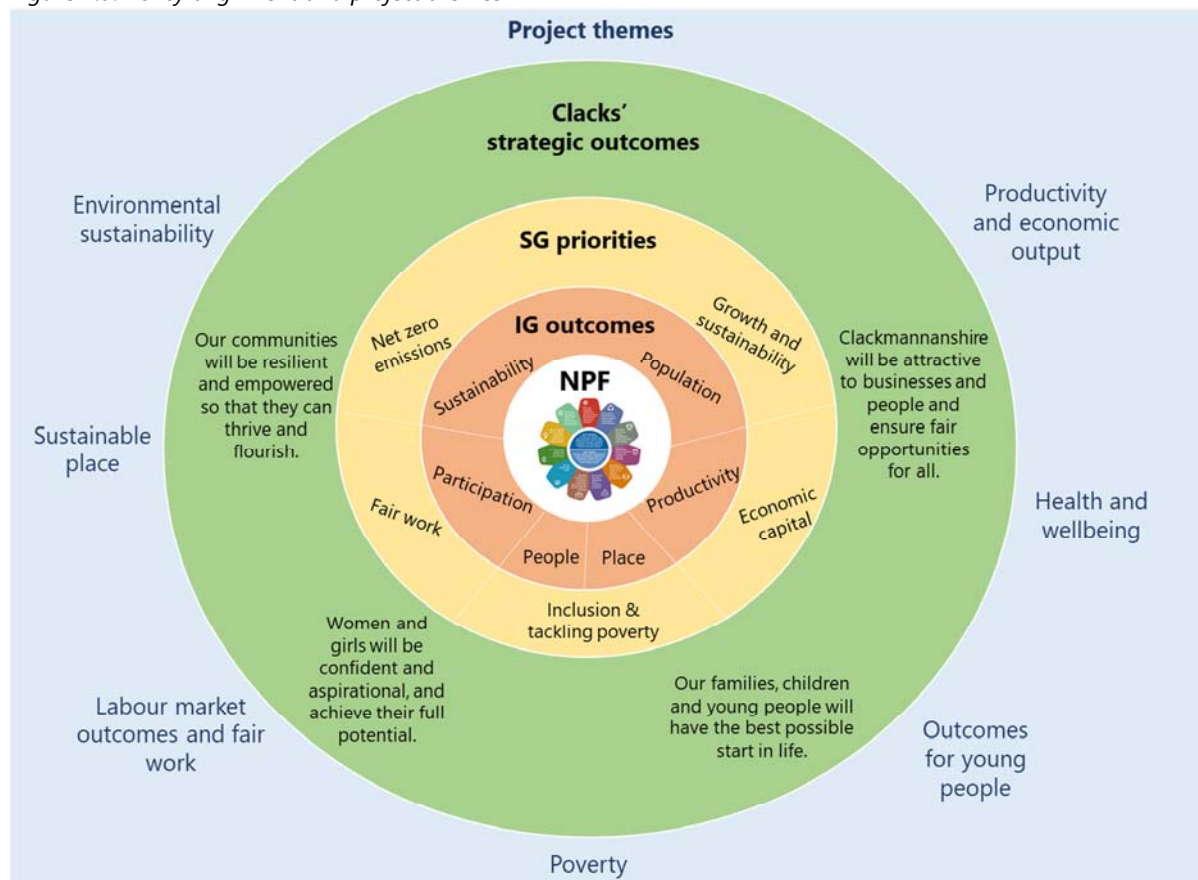 Project themes
Clacks'
strategic outcomes
Environmental
sustainability
Productivity
and economic
output
SG priorities
Net zero
emissions
Growth and
sustainability
IG outcomes
Sustainability
Population
NPF
Our communities
will be resilient
and empowered
so that they can
thrive and
flourish.
Clackmannanshire
will be attractive
to businesses and
people and
ensure fair
opportunities
for all.
Sustainable
place
Participation
Productivity
Fair work
Economic
capital
Health and
wellbeing
People
Place
Inclusion &
tackling poverty
Women and
girls will be
confident and
aspirational, and
achieve their full
potential.
Our families, children
and young people will
have the best possible
start in life.
Labour market
outcomes and fair
work
Outcomes
for young
people
Poverty